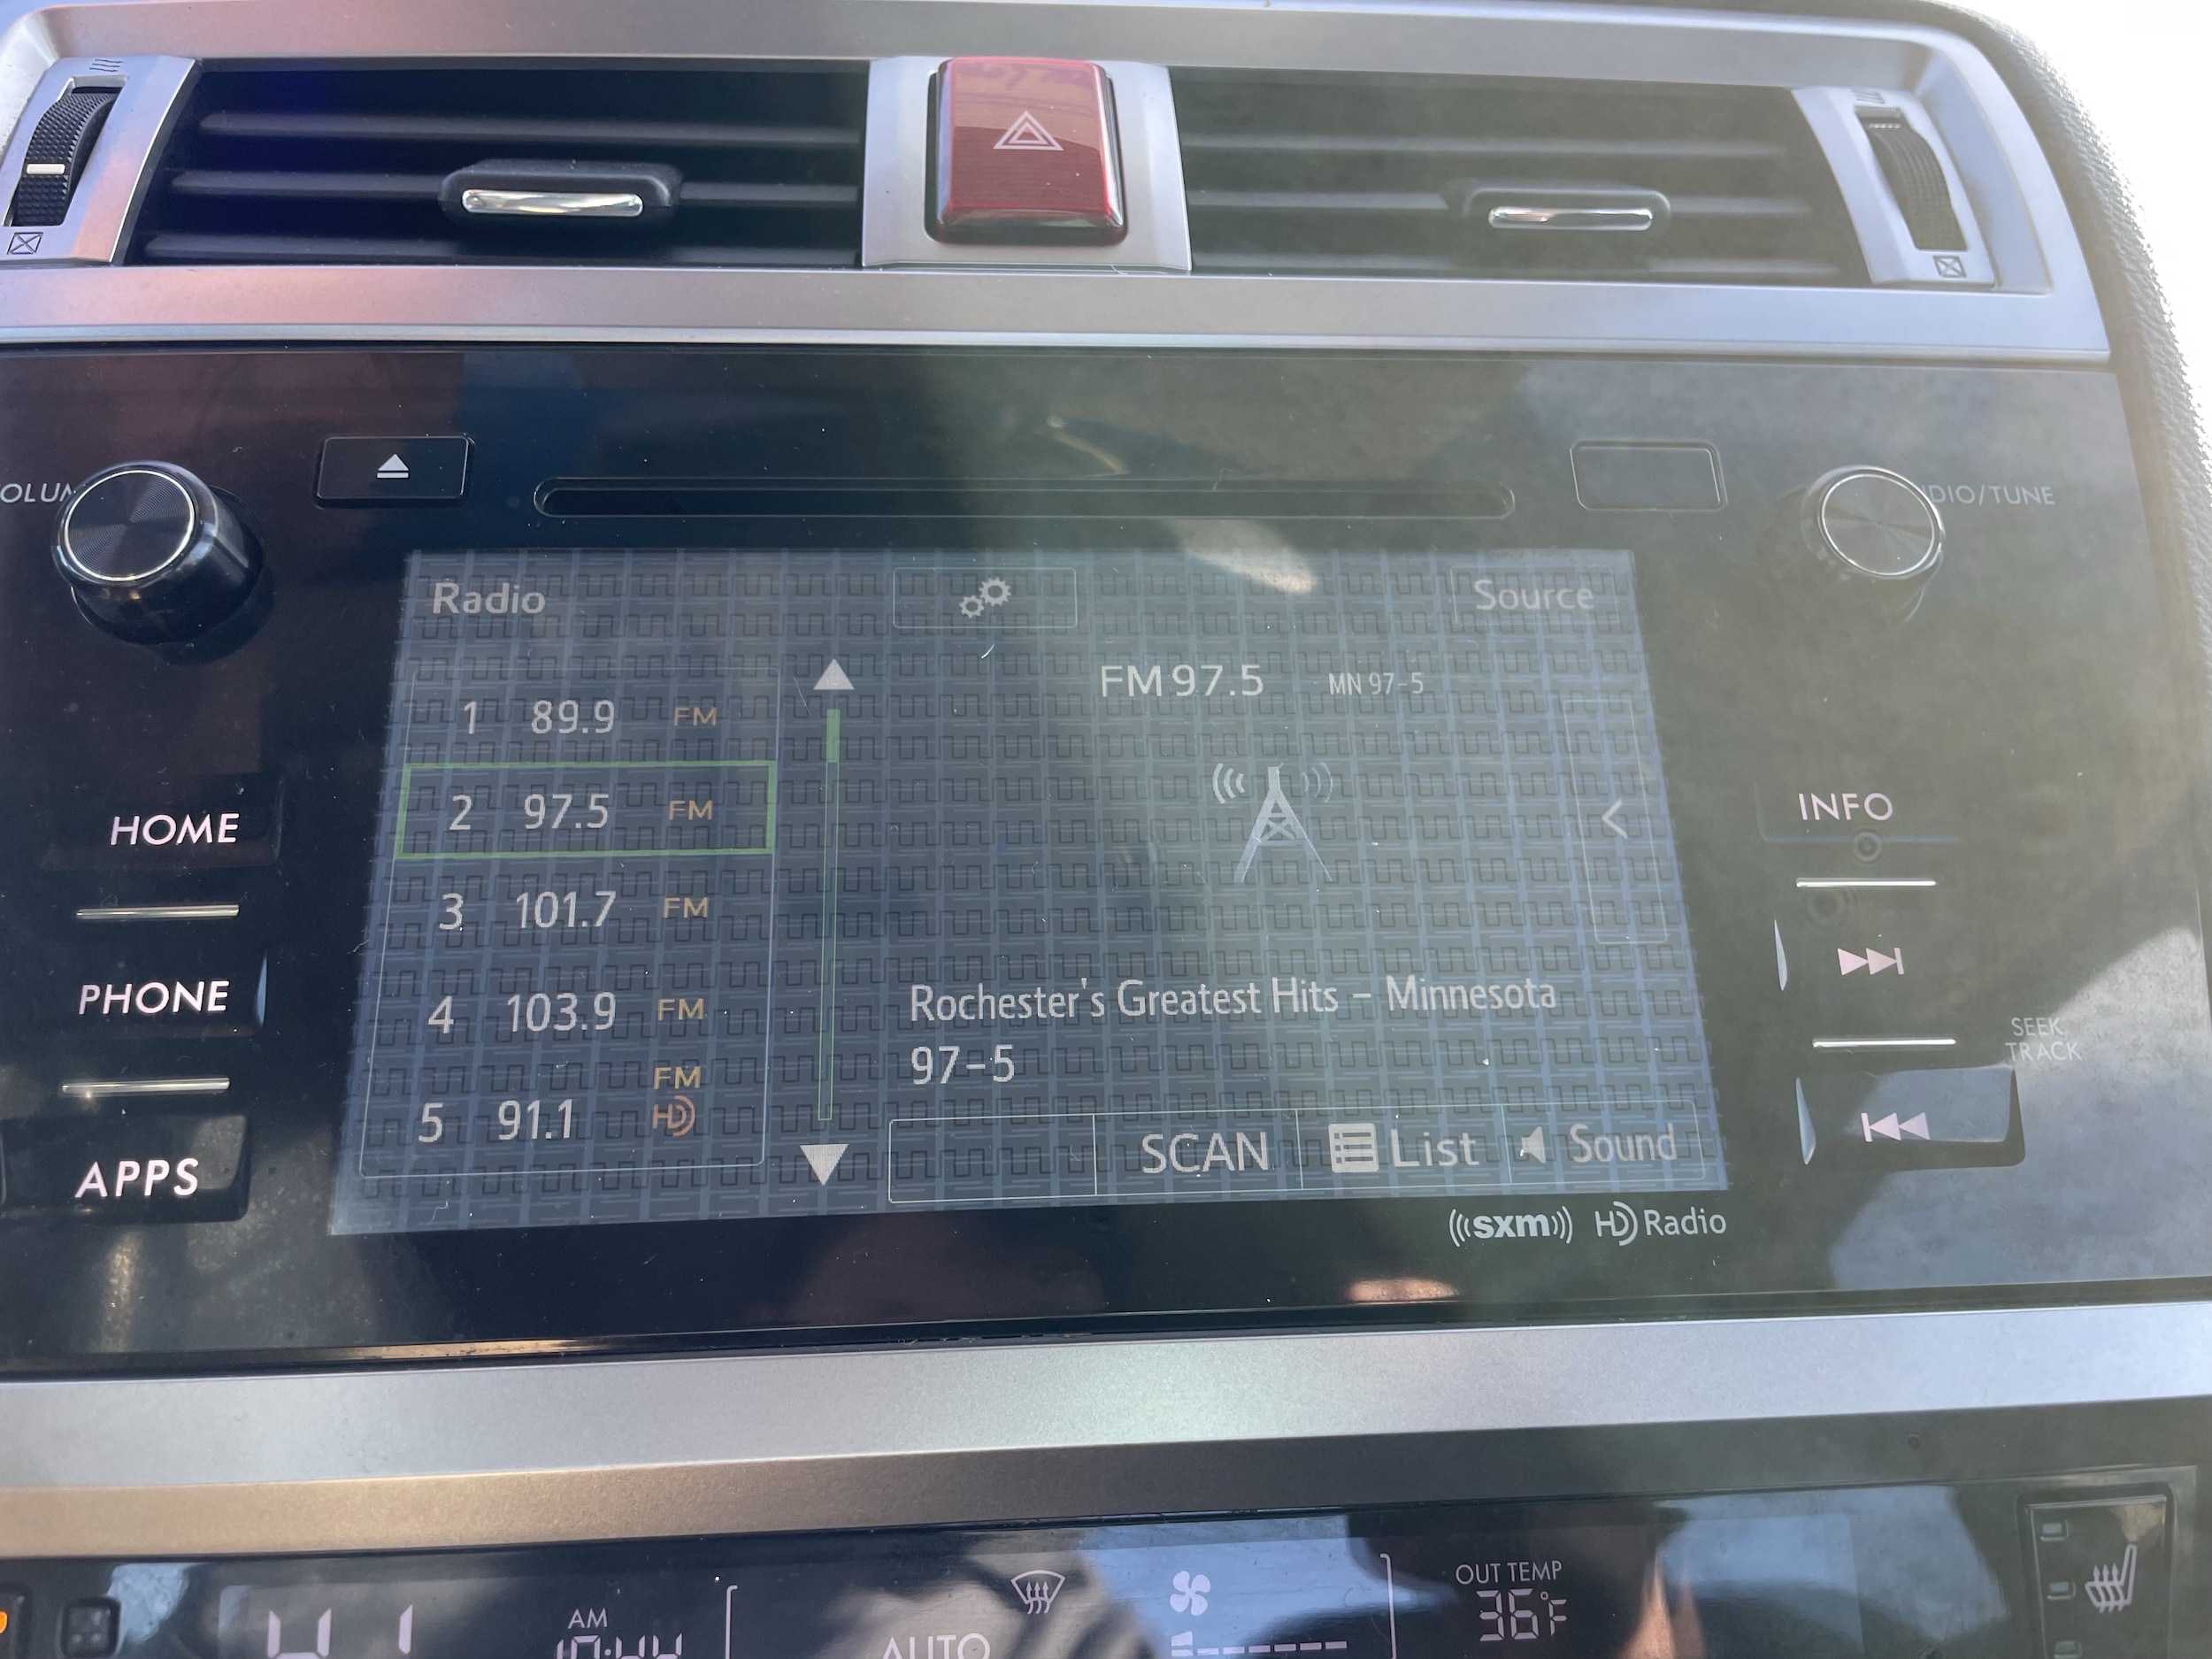 Radio
Source
1 89.9 FM
2 97.5 FM
3 101.7 FM
4 103.9 FM
5 91.1 FM HD
FM 97.5 MN 97-5
Rochester's Greatest Hits - Minnesota
97-5
SCAN List Sound
((sxm)) HD Radio
HOME
PHONE
APPS
INFO
SEEK
TRACK
AM
AUTO
OUT TEMP
36°F